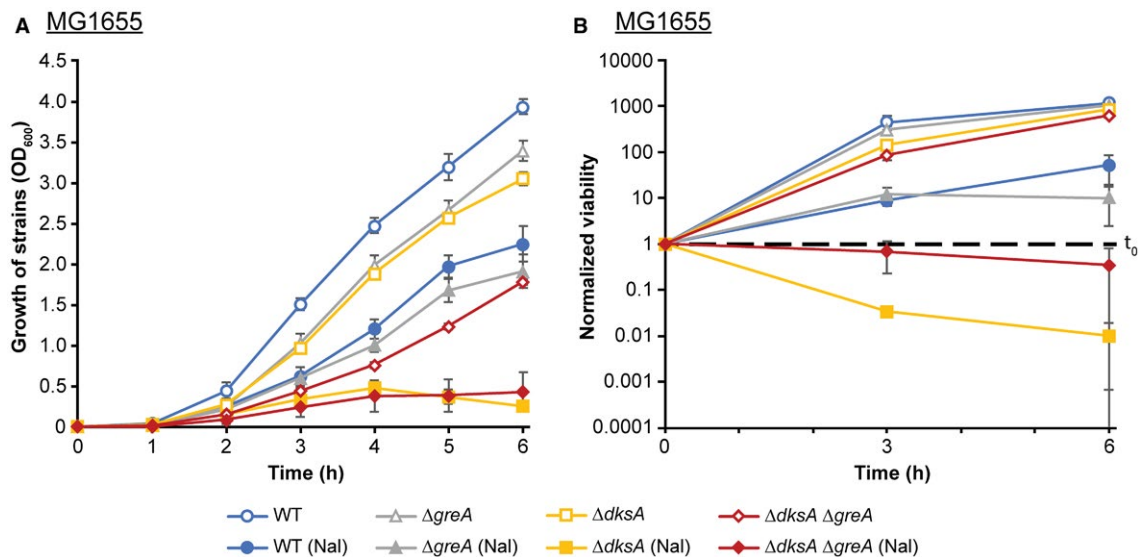 A MG1655
4.5
4.0
3.5
3.0
2.5
2.0
1.5
1.0
0.5
0
Growth of strains (OD600)
0 1 2 3 4 5 6
Time (h)
B MG1655
10000
1000
100
10
1
0.1
0.01
0.001
0.0001
Normalized viability
t0
0 3 6
Time (h)
WT ΔgreA ΔdksA ΔdksA ΔgreA
WT (Nal) ΔgreA (Nal) ΔdksA (Nal) ΔdksA ΔgreA (Nal)